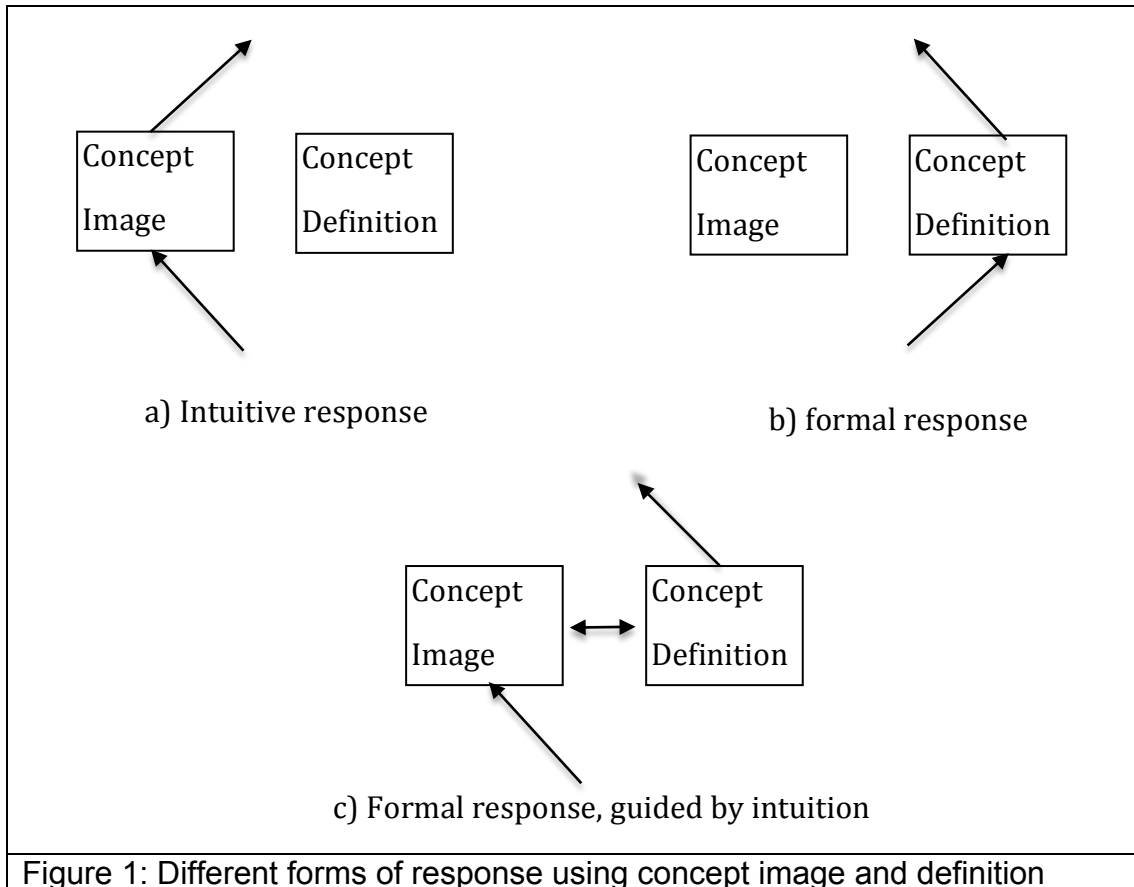 Concept
Image
Concept
Definition
a) Intuitive response
Concept
Image
Concept
Definition
b) formal response
Concept
Image
Concept
Definition
c) Formal response, guided by intuition
Figure 1: Different forms of response using concept image and definition